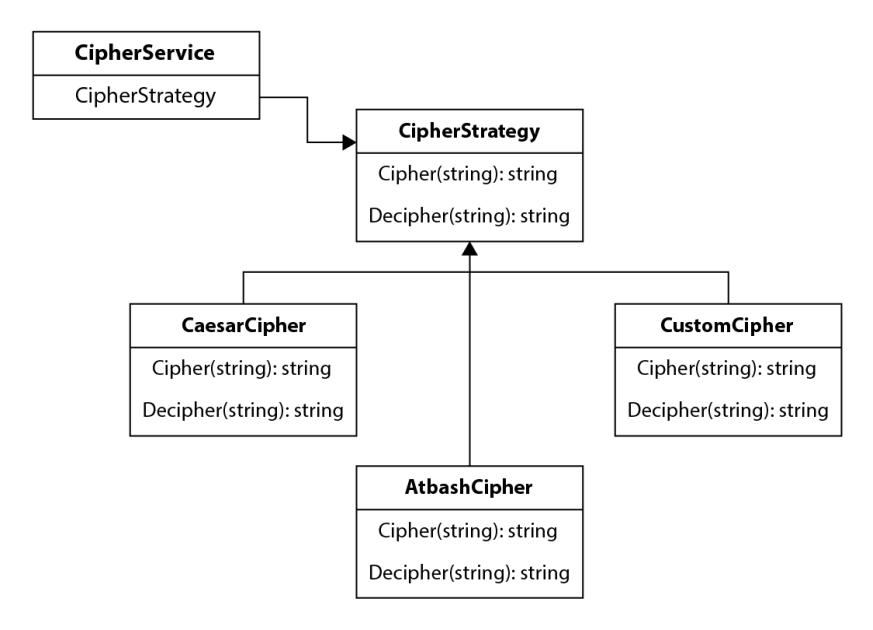 CipherService
CipherStrategy
CipherStrategy
Cipher(string): string
Decipher(string): string
CaesarCipher
Cipher(string): string
Decipher(string): string
CustomCipher
Cipher(string): string
Decipher(string): string
AtbashCipher
Cipher(string): string
Decipher(string): string